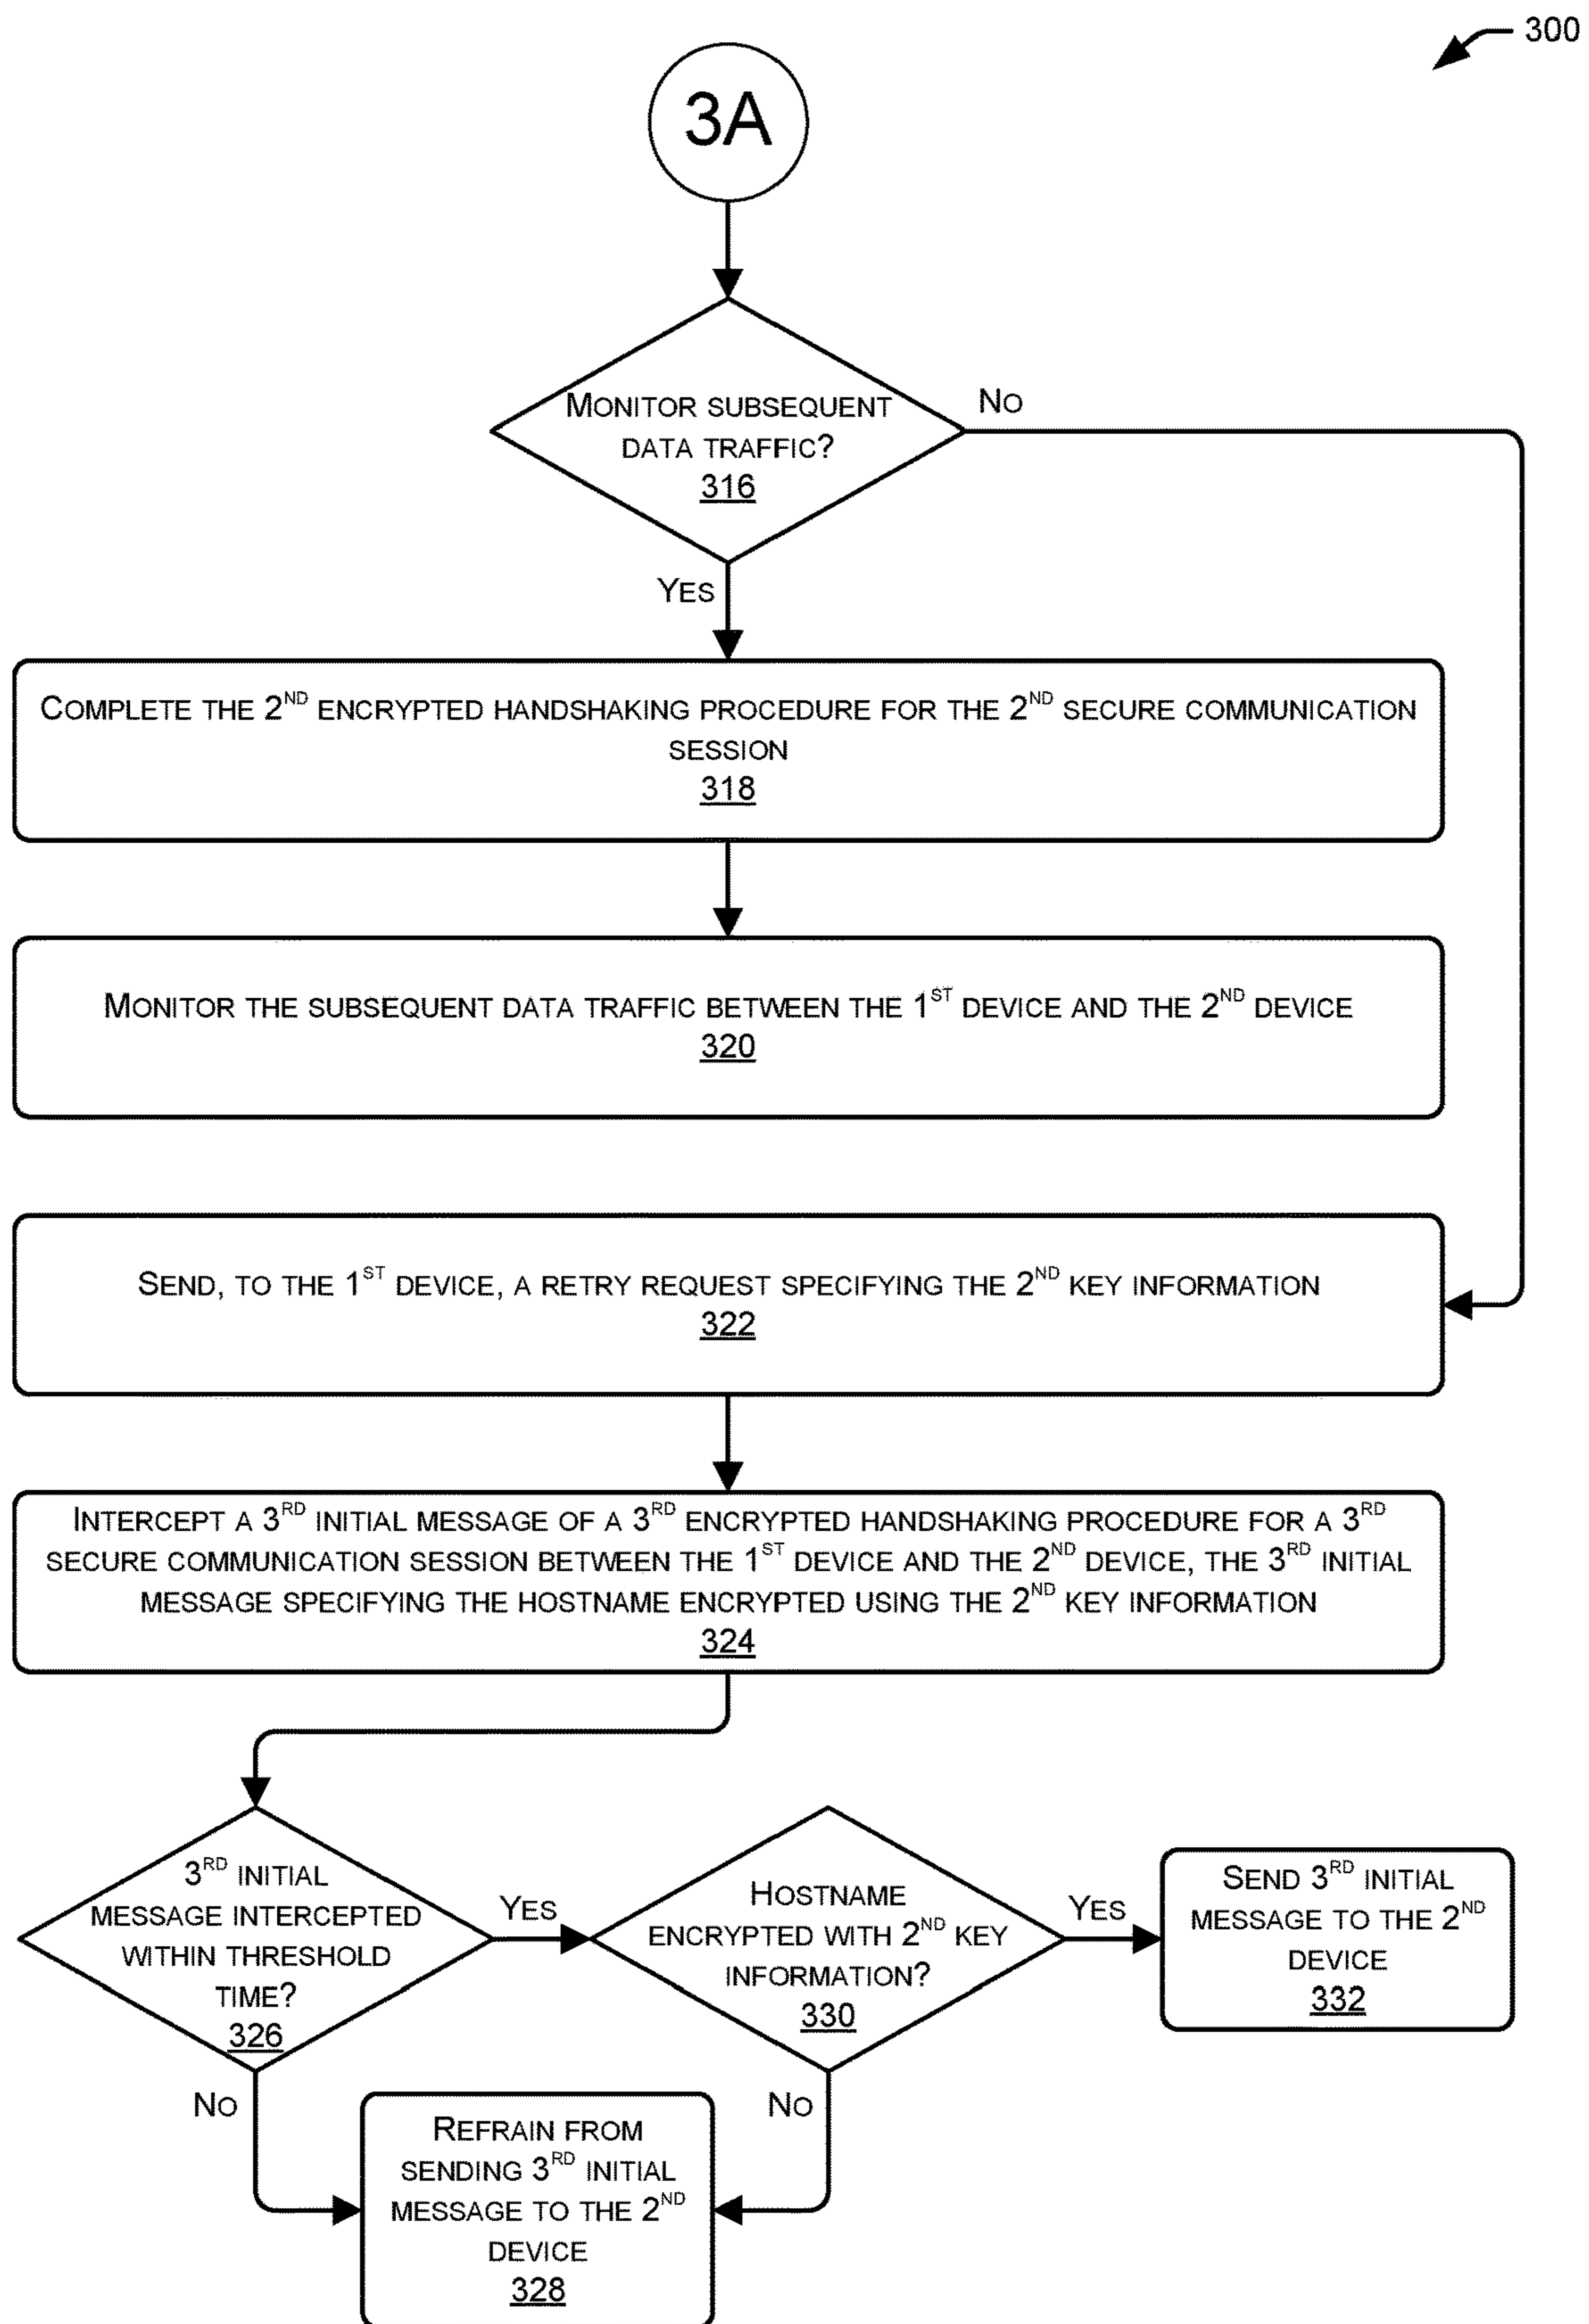 300
3A
MONITOR SUBSEQUENT
DATA TRAFFIC?
316
NO
YES
COMPLETE THE 2ND ENCRYPTED HANDSHAKING PROCEDURE FOR THE 2ND SECURE COMMUNICATION
SESSION
318
MONITOR THE SUBSEQUENT DATA TRAFFIC BETWEEN THE 1ST DEVICE AND THE 2ND DEVICE
320
SEND, TO THE 1ST DEVICE, A RETRY REQUEST SPECIFYING THE 2ND KEY INFORMATION
322
INTERCEPT A 3RD INITIAL MESSAGE OF A 3RD ENCRYPTED HANDSHAKING PROCEDURE FOR A 3RD
SECURE COMMUNICATION SESSION BETWEEN THE 1ST DEVICE AND THE 2ND DEVICE, THE 3RD INITIAL
MESSAGE SPECIFYING THE HOSTNAME ENCRYPTED USING THE 2ND KEY INFORMATION
324
3RD INITIAL
MESSAGE INTERCEPTED
WITHIN THRESHOLD
TIME?
326
YES
HOSTNAME
ENCRYPTED WITH 2ND KEY
INFORMATION?
330
YES
SEND 3RD INITIAL
MESSAGE TO THE 2ND
DEVICE
332
NO
NO
REFRAIN FROM
SENDING 3RD INITIAL
MESSAGE TO THE 2ND
DEVICE
328